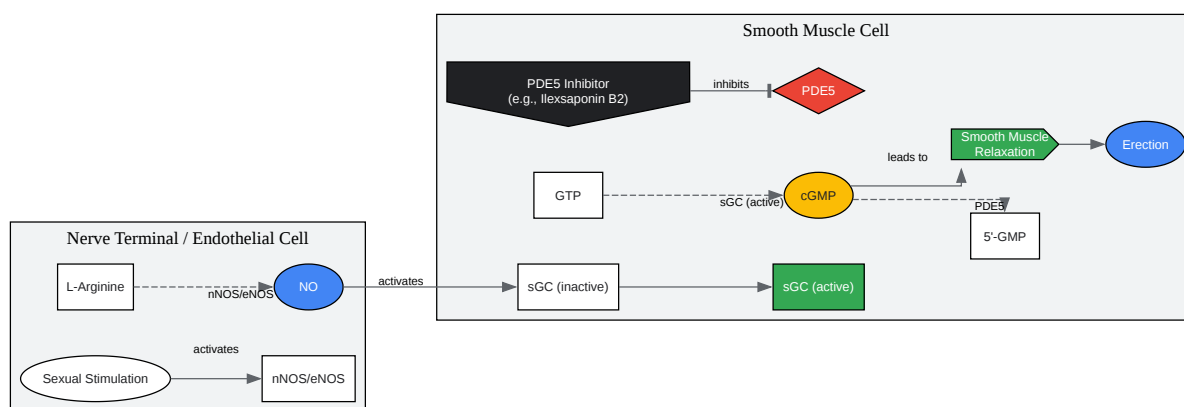 Smooth Muscle Cell
PDE5 Inhibitor
(e.g., Ilexsaponin B2)
inhibits
PDE5
Smooth Muscle
Relaxation
Erection
leads to
GTP
sGC (active)
cGMP
PDE5
5'-GMP
Nerve Terminal / Endothelial Cell
L-Arginine
nNOS/eNOS
NO
activates
sGC (inactive)
sGC (active)
Sexual Stimulation
activates
nNOS/eNOS